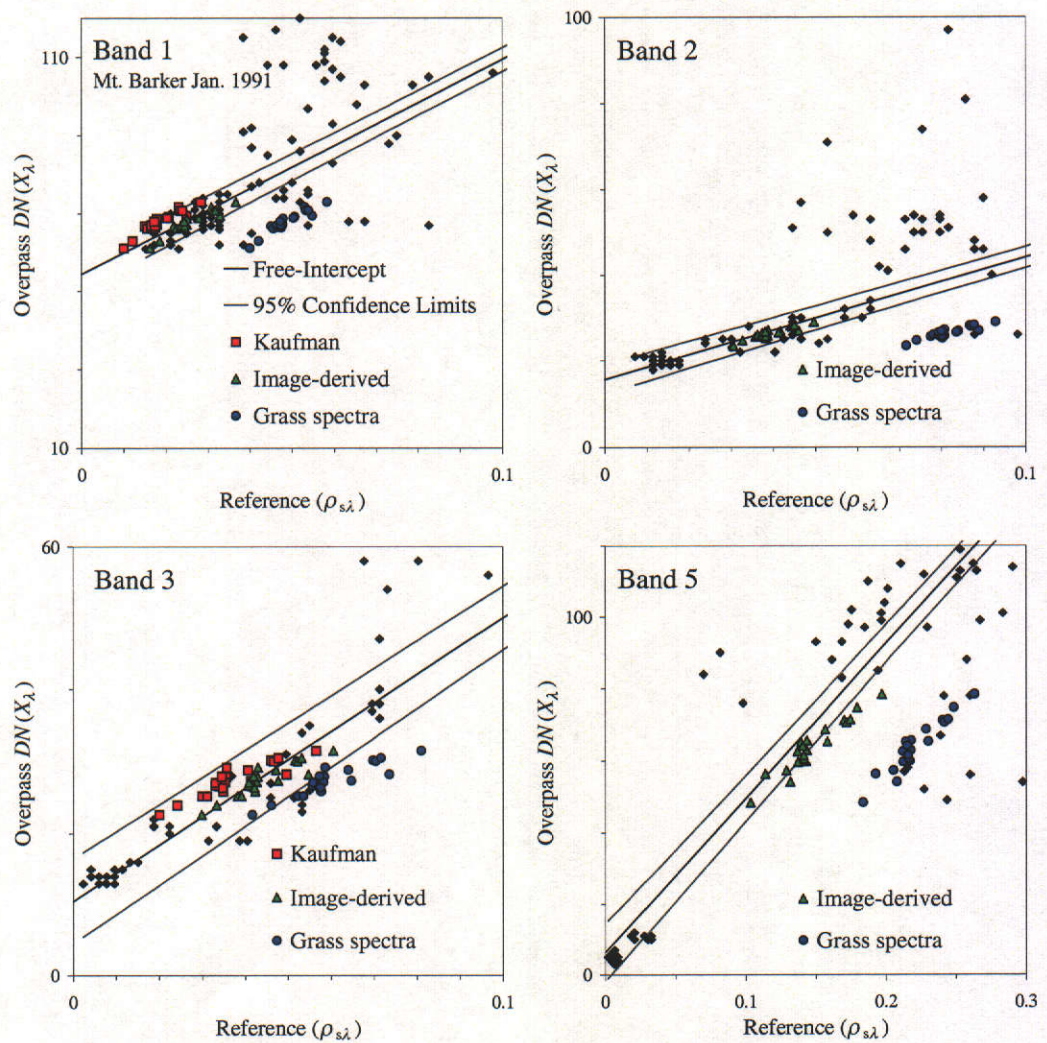 Band 1
Mt. Barker Jan. 1991
110
10
0
0.1
Overpass DN (Xλ)
Reference (ρsλ)
Free-Intercept
95% Confidence Limits
Kaufman
Image-derived
Grass spectra
Band 2
100
0
0
0.1
Overpass DN (Xλ)
Reference (ρsλ)
Image-derived
Grass spectra
Band 3
60
0
0
0.1
Overpass DN (Xλ)
Reference (ρsλ)
Kaufman
Image-derived
Grass spectra
Band 5
100
0
0
0.1
0.2
0.3
Overpass DN (Xλ)
Reference (ρsλ)
Image-derived
Grass spectra